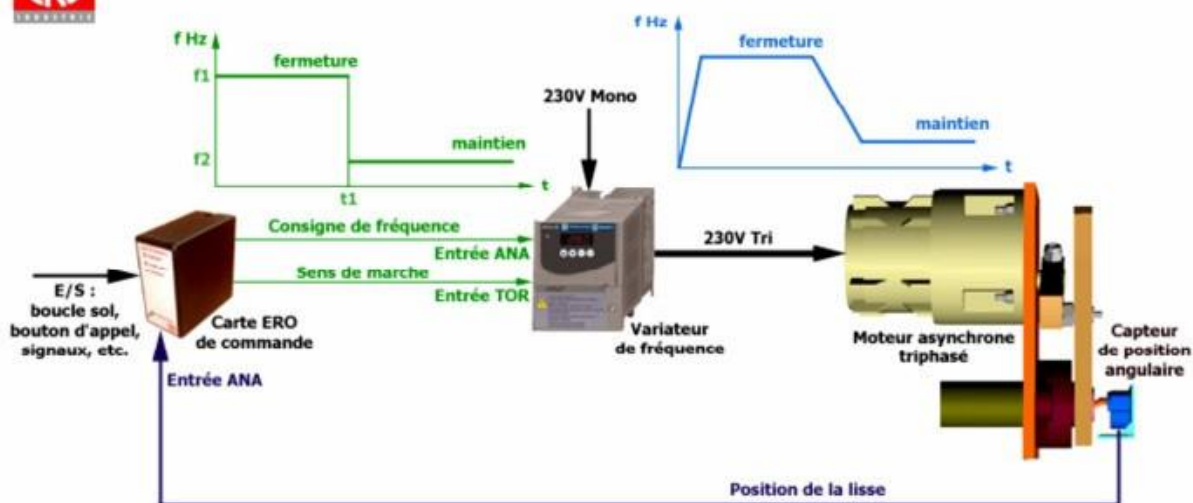 INDUSTRIE
f Hz
fermeture
f1
maintien
f2
t1
t
230V Mono
f Hz
fermeture
maintien
t
Consigne de fréquence
Entrée ANA
Sens de marche
Entrée TOR
230V Tri
E/S :
boucle sol,
bouton d'appel,
signaux, etc.
Carte ERO
de commande
Variateur
de fréquence
Moteur asynchrone
triphasé
Capteur
de position
angulaire
Entrée ANA
Position de la lisse